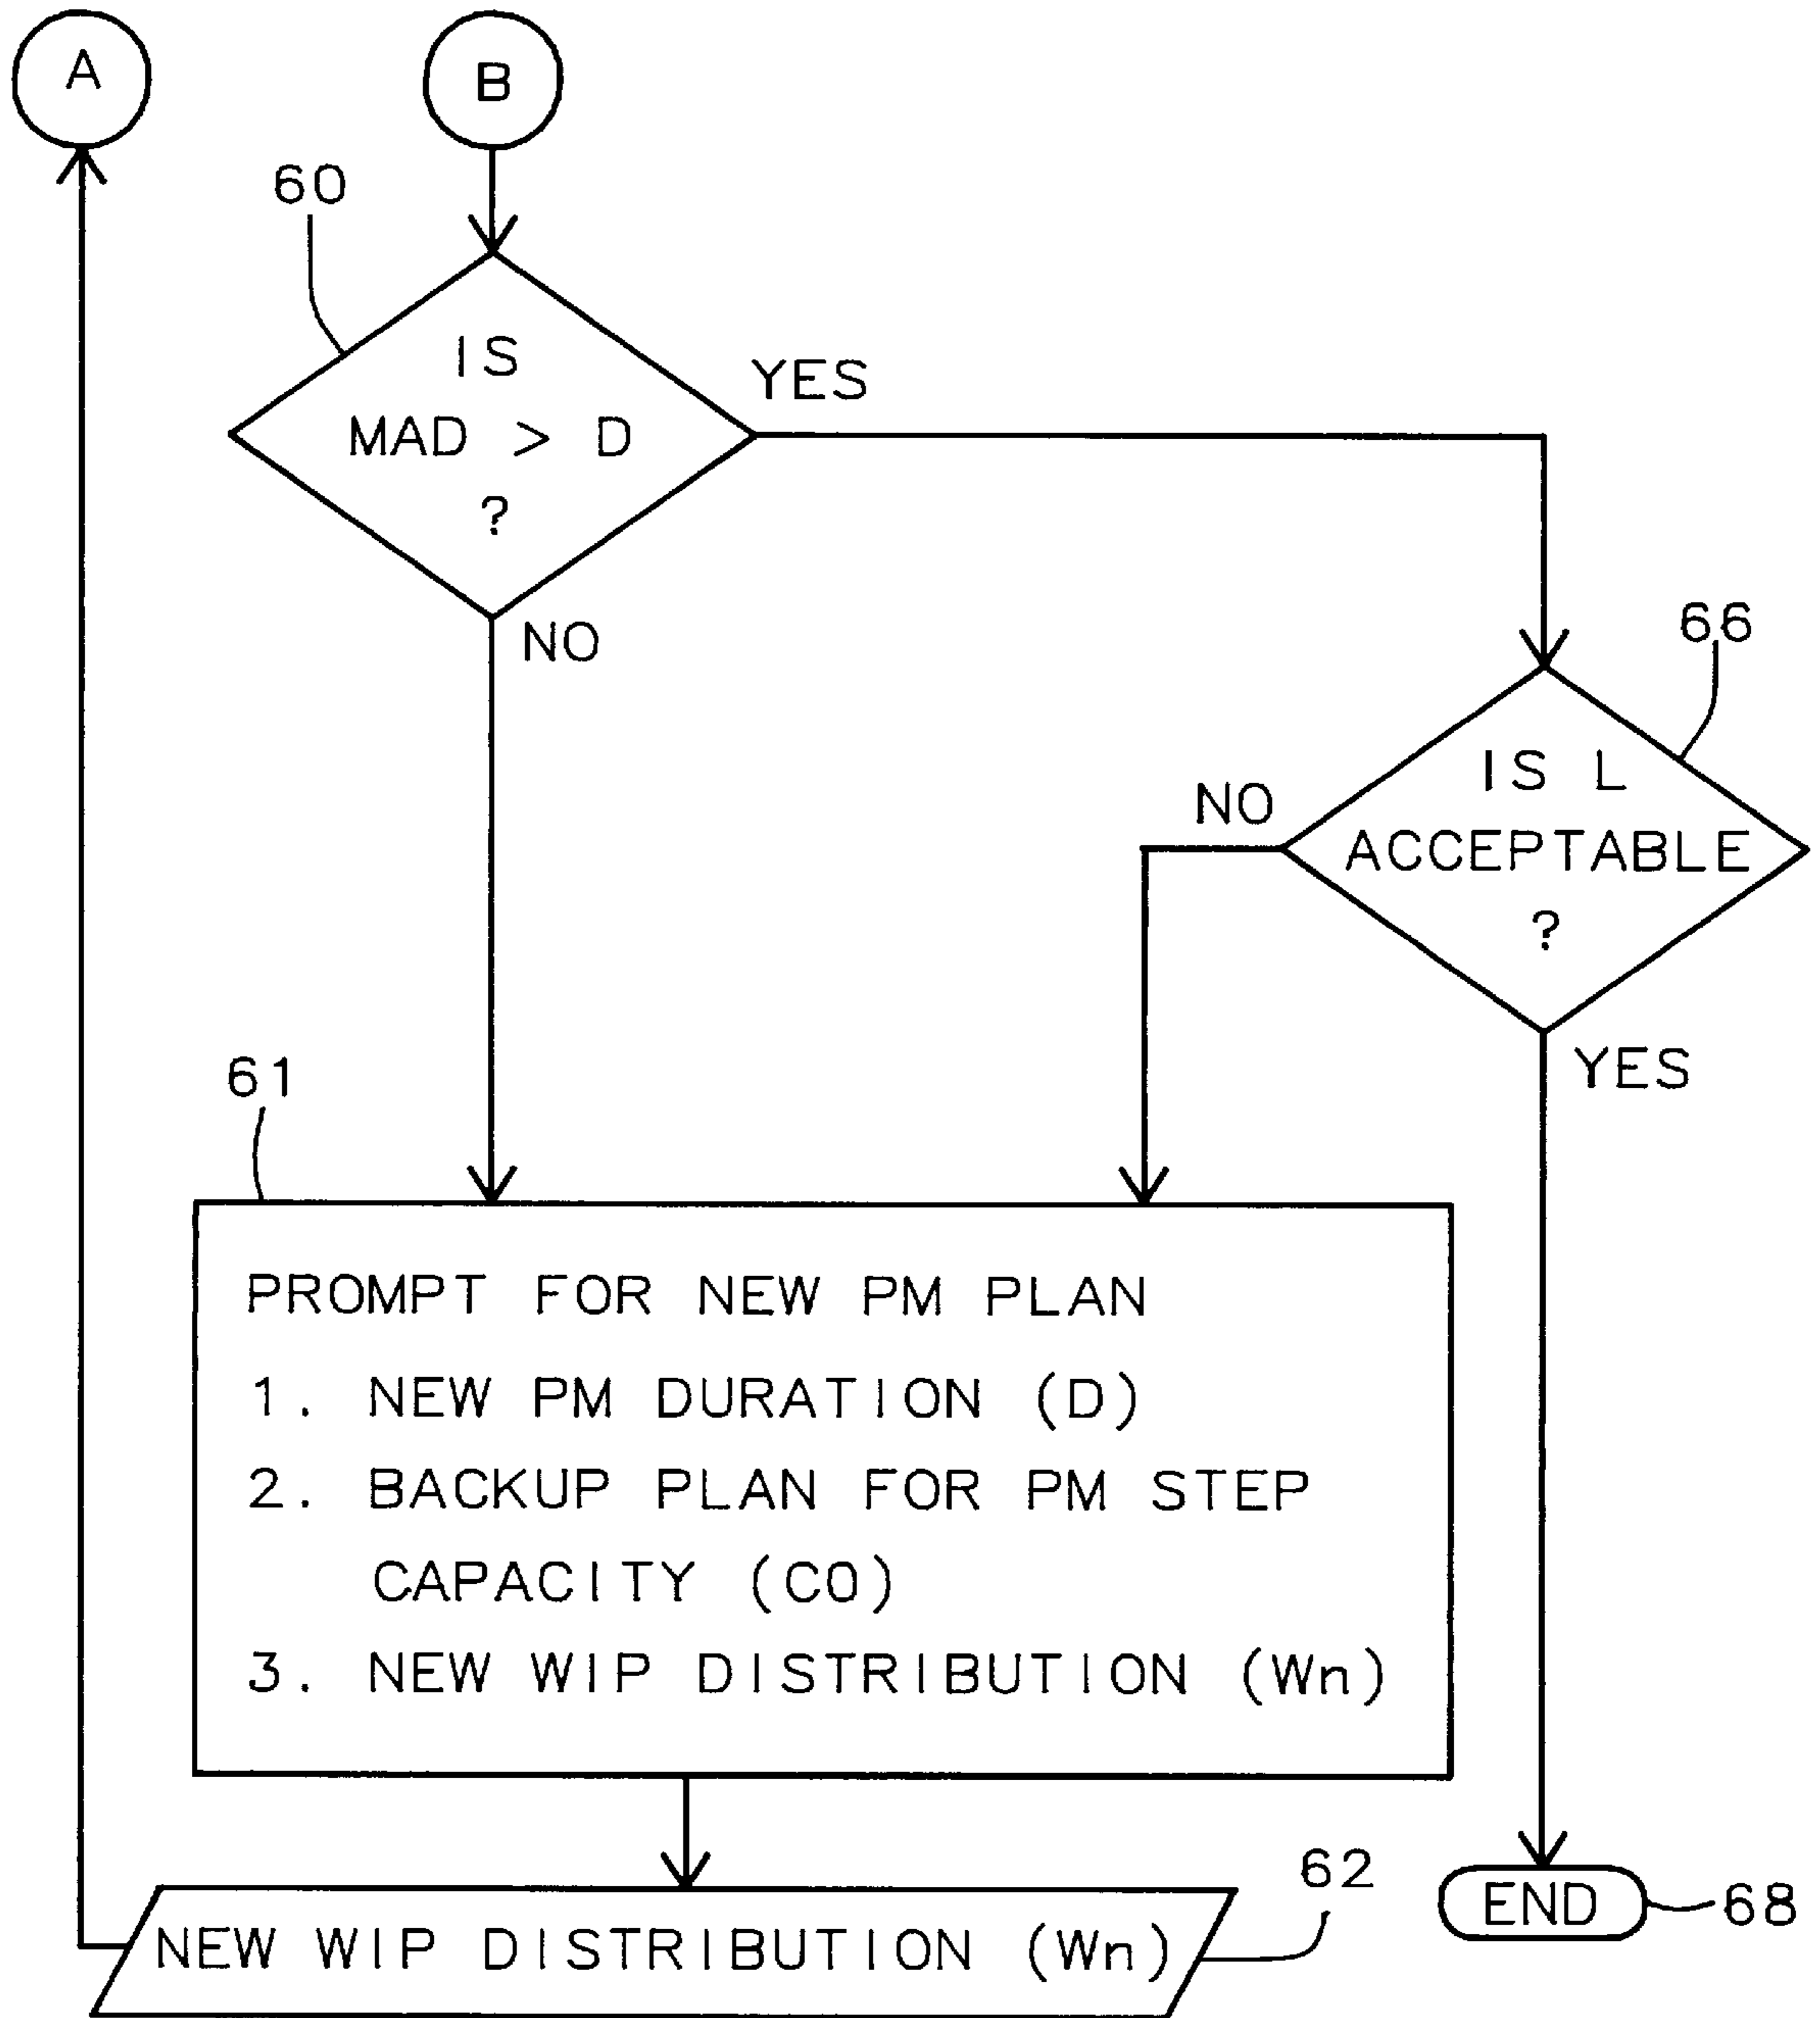 A
B
60
IS
MAD > D
?
YES
NO
66
IS L
ACCEPTABLE
?
NO
YES
61
PROMPT FOR NEW PM PLAN
1. NEW PM DURATION (D)
2. BACKUP PLAN FOR PM STEP
CAPACITY (C0)
3. NEW WIP DISTRIBUTION (Wn)
62
NEW WIP DISTRIBUTION (Wn)
END
68